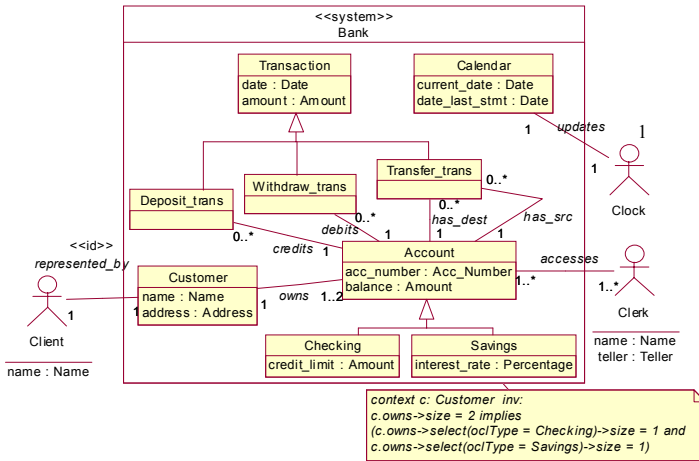 <<system>>
Bank
Transaction
date : Date
amount : Amount
Calendar
current_date : Date
date_last_stmt : Date
1
updates
1
1
Clock
Deposit_trans
Withdraw_trans
Transfer_trans
0..*
0..*
0..*
0..*
credits
debits
has_dest
has_src
1
1
1
1
<<id>>
represented_by
1
1
Client
name : Name
Customer
name : Name
address : Address
1
owns
1..2
Account
acc_number : Acc_Number
balance : Amount
1..*
accesses
1..*
Clerk
name : Name
teller : Teller
Checking
credit_limit : Amount
Savings
interest_rate : Percentage
context c: Customer inv:
c.owns->size = 2 implies
(c.owns->select(oclType = Checking)->size = 1 and
c.owns->select(oclType = Savings)->size = 1)